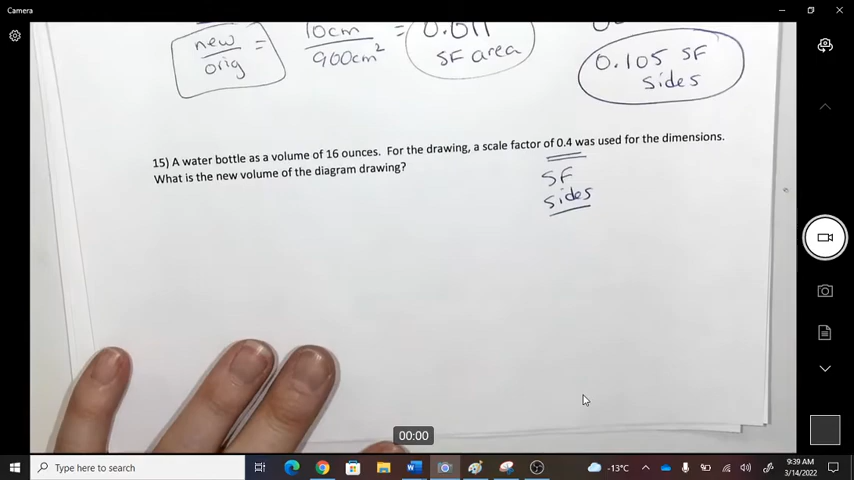 Camera
new
orig
=
10cm
900cm²
=
0.011
SF area
0.105 SF
sides
15) A water bottle as a volume of 16 ounces. For the drawing, a scale factor of 0.4 was used for the dimensions.
What is the new volume of the diagram drawing?
SF
sides
00:00
Type here to search
-13°C
9:39 AM
3/14/2022